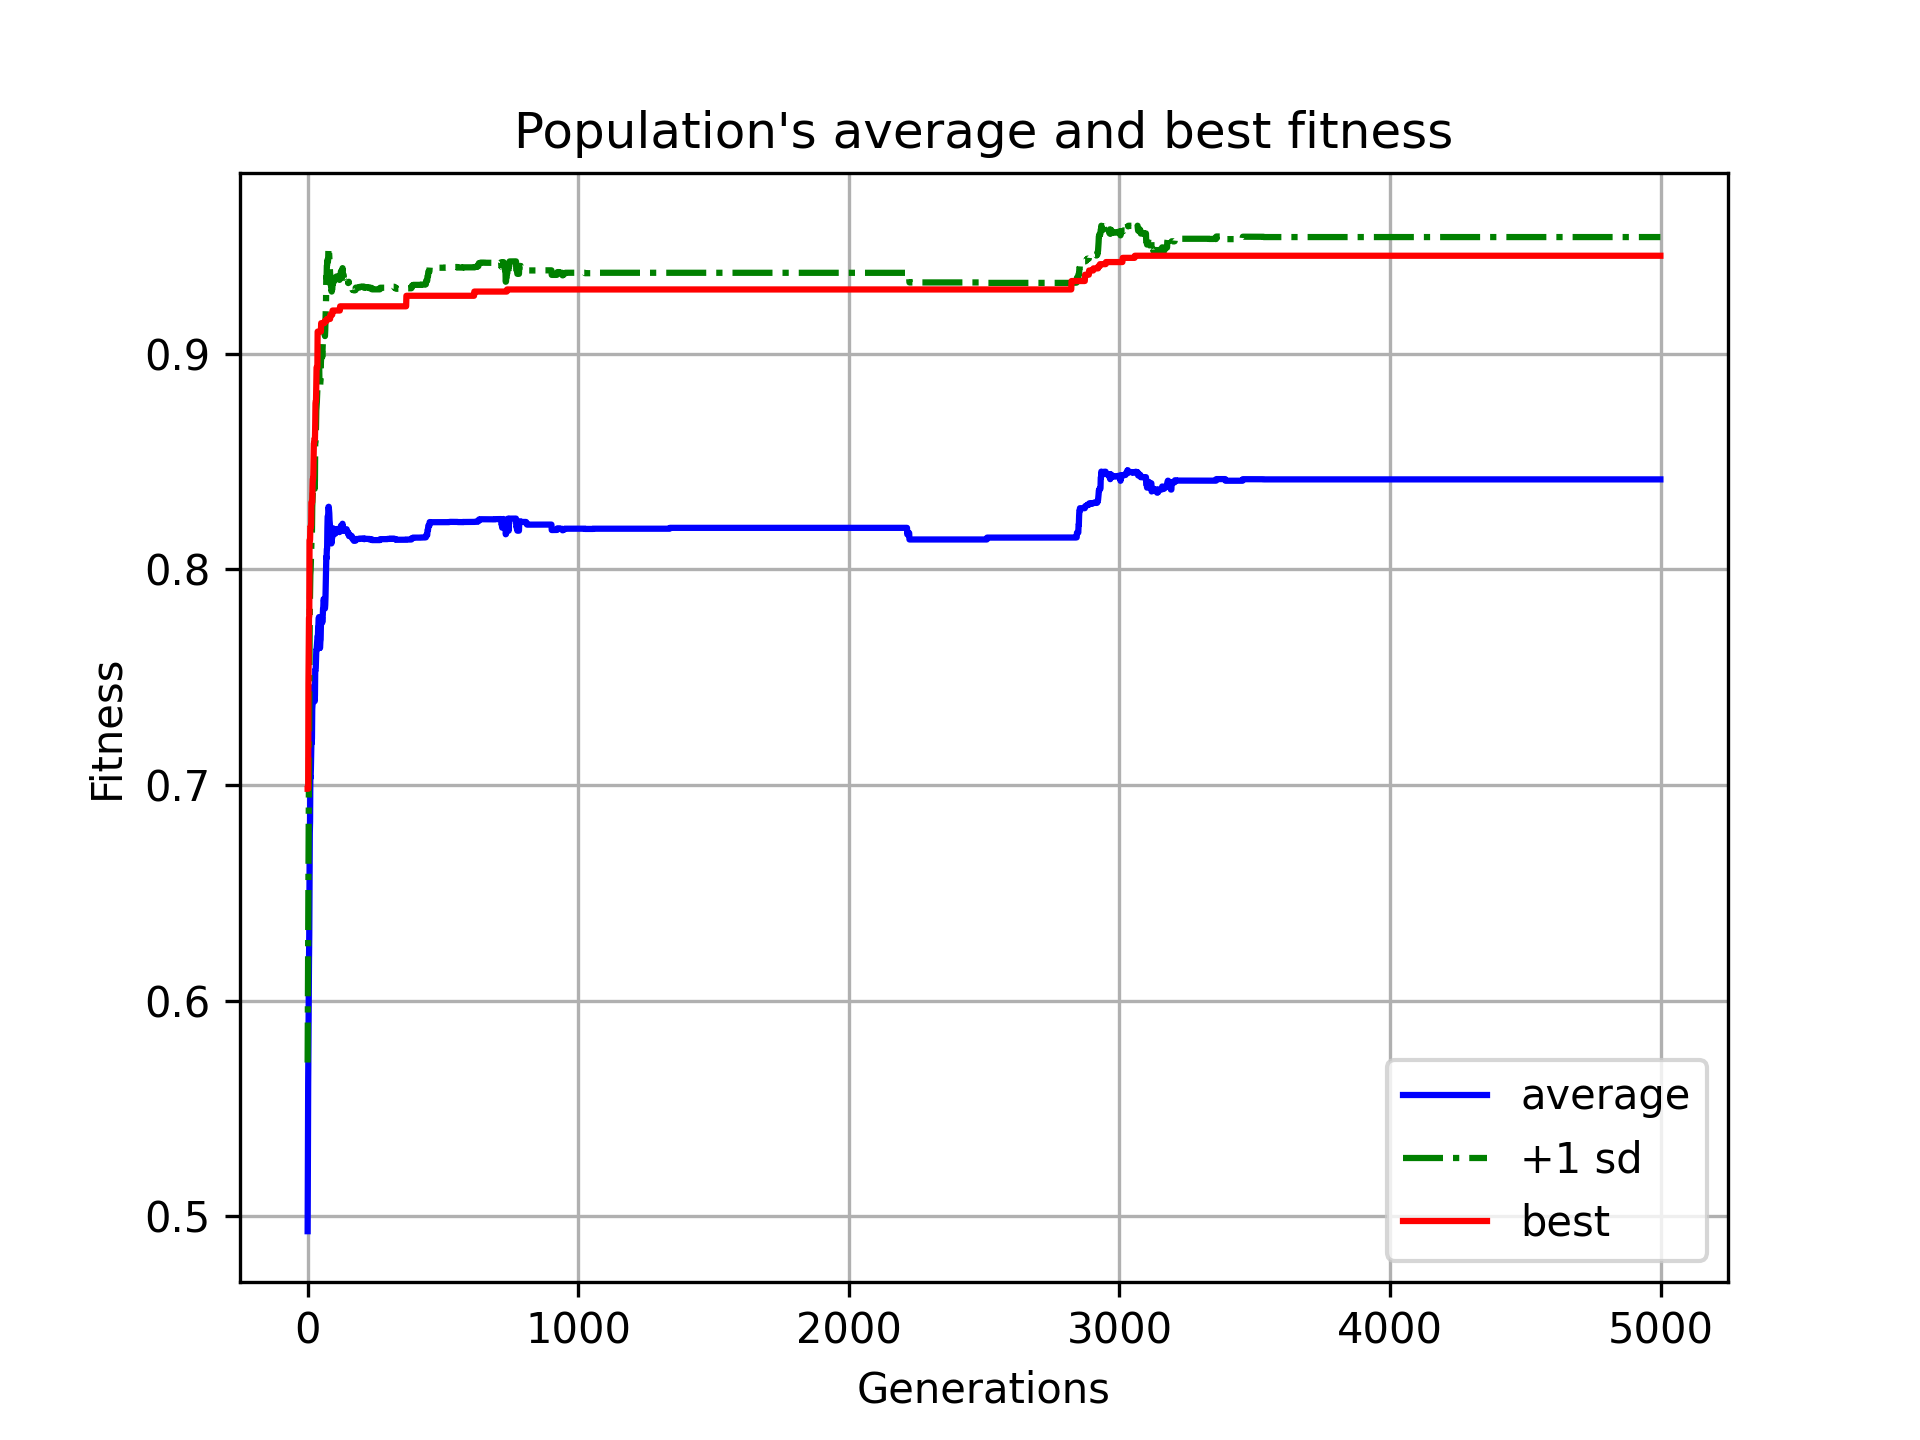 Population's average and best fitness
Fitness
0.9
0.8
0.7
0.6
0.5
0
1000
2000
3000
4000
5000
Generations
average
+1 sd
best